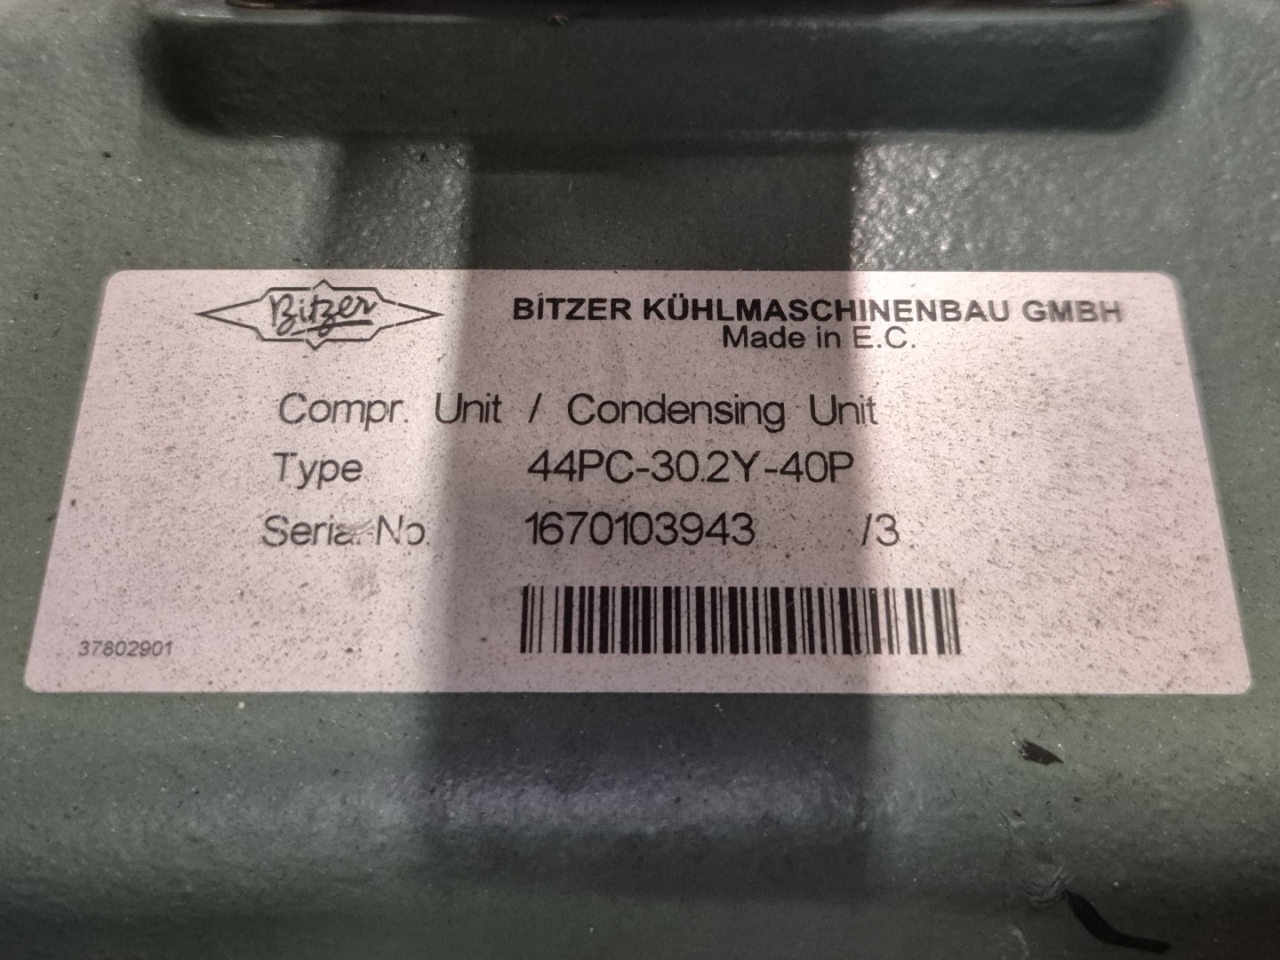 Bitzer
BITZER KÜHLMASCHINENBAU GMBH
Made in E.C.
Compr. Unit / Condensing Unit
Type 44PC-30.2Y-40P
Serial No. 1670103943 /3
37802901